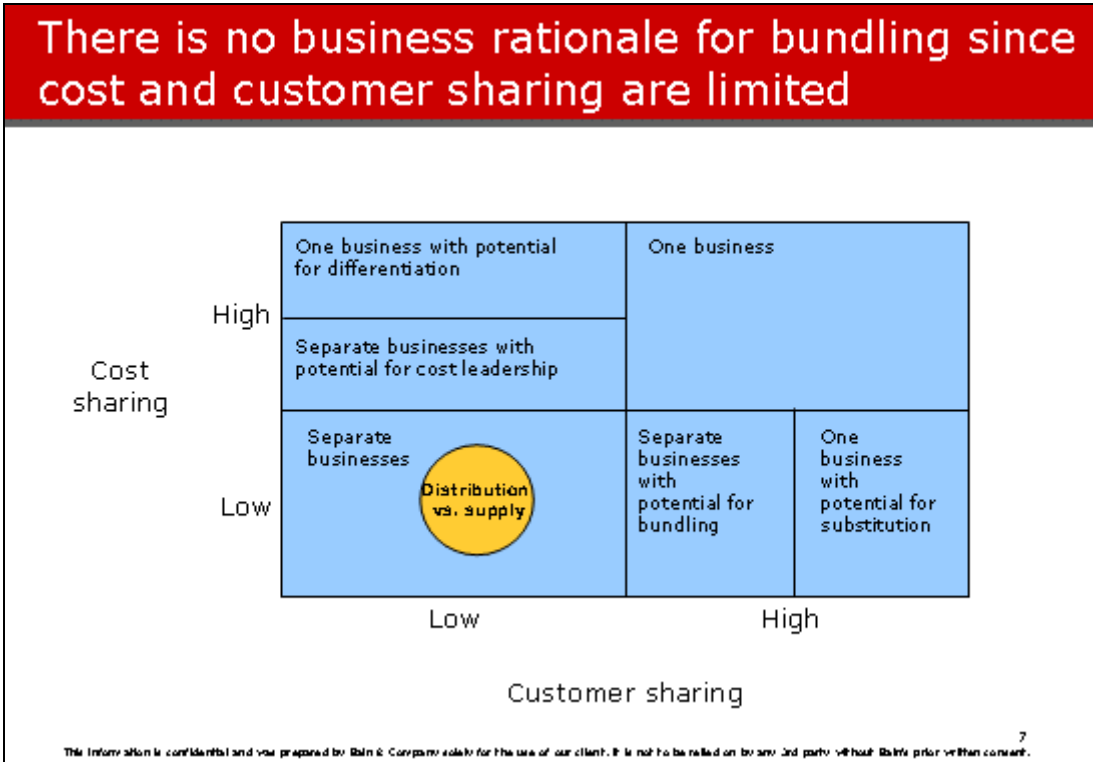 There is no business rationale for bundling since
cost and customer sharing are limited
One business with potential
for differentiation
One business
High
Separate businesses with
potential for cost leadership
Cost
sharing
Separate
businesses
Distribution
vs. supply
Separate
businesses
with
potential for
bundling
One
business
with
potential for
substitution
Low
Low
High
Customer sharing
7
This information is confidential and was prepared by Bain & Company solely for the use of our client. It is not to be relied on by any 3rd party without Bain's prior written consent.